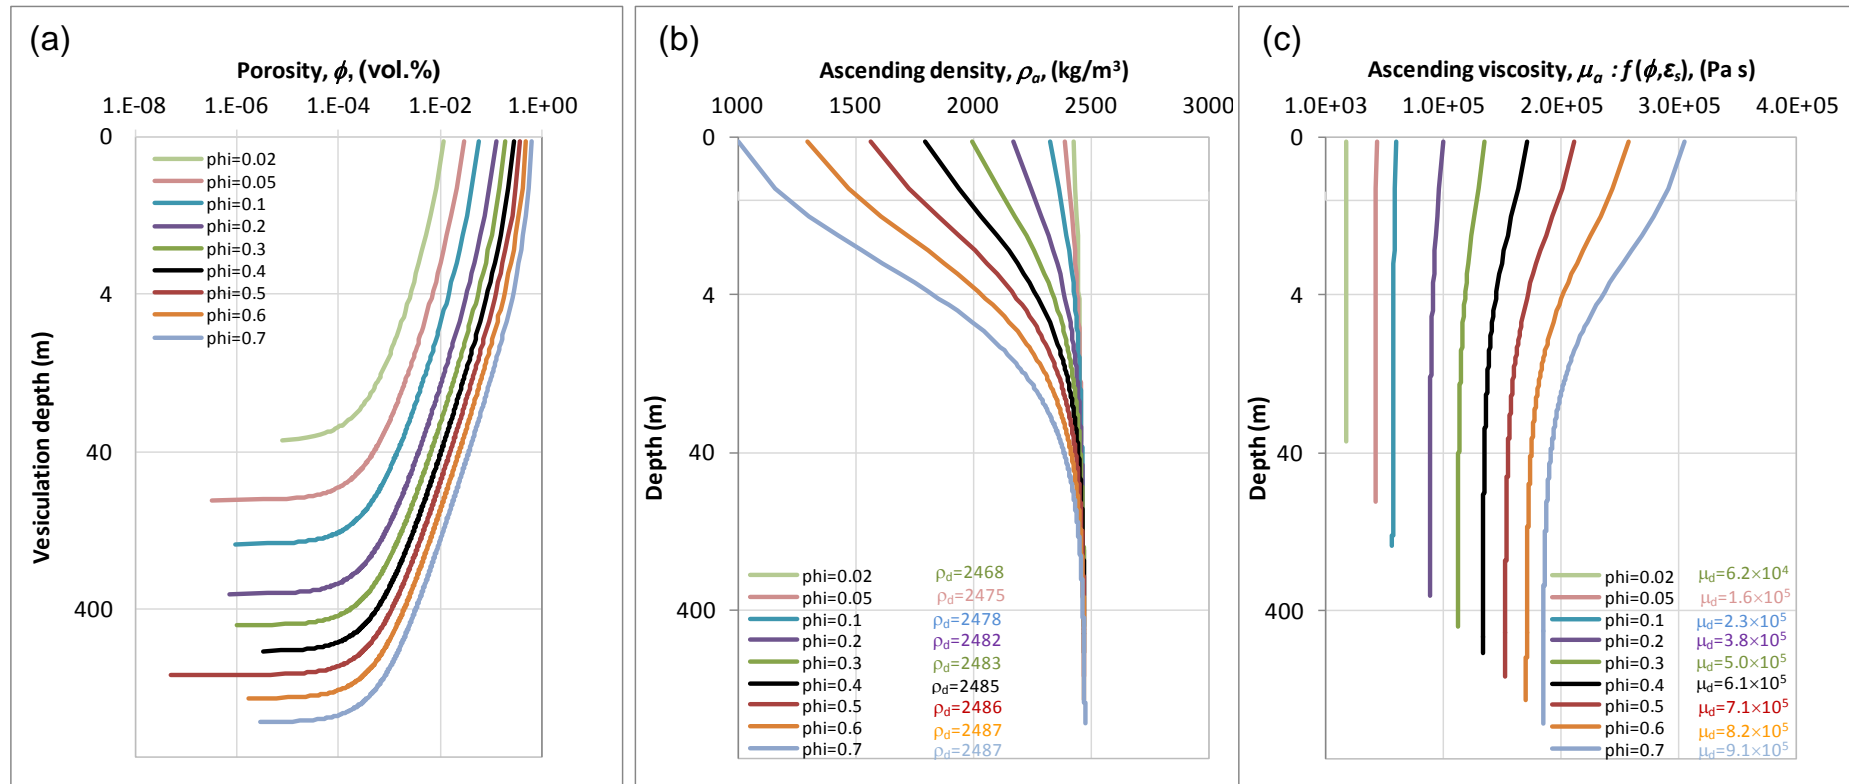 (a)
Porosity, ϕ, (vol.%)
1.E-08 1.E-06 1.E-04 1.E-02 1.E+00
0
4
40
400
Vesiculation depth (m)
phi=0.02
phi=0.05
phi=0.1
phi=0.2
phi=0.3
phi=0.4
phi=0.5
phi=0.6
phi=0.7
(b)
Ascending density, ρa, (kg/m³)
1000 1500 2000 2500 3000
0
4
40
400
Depth (m)
phi=0.02 ρd=2468
phi=0.05 ρd=2475
phi=0.1 ρd=2478
phi=0.2 ρd=2482
phi=0.3 ρd=2483
phi=0.4 ρd=2485
phi=0.5 ρd=2486
phi=0.6 ρd=2487
phi=0.7 ρd=2487
(c)
Ascending viscosity, μa : f(ϕ,εs), (Pa s)
1.0E+03 1.0E+05 2.0E+05 3.0E+05 4.0E+05
0
4
40
400
Depth (m)
phi=0.02 μd=6.2×10⁴
phi=0.05 μd=1.6×10⁵
phi=0.1 μd=2.3×10⁵
phi=0.2 μd=3.8×10⁵
phi=0.3 μd=5.0×10⁵
phi=0.4 μd=6.1×10⁵
phi=0.5 μd=7.1×10⁵
phi=0.6 μd=8.2×10⁵
phi=0.7 μd=9.1×10⁵